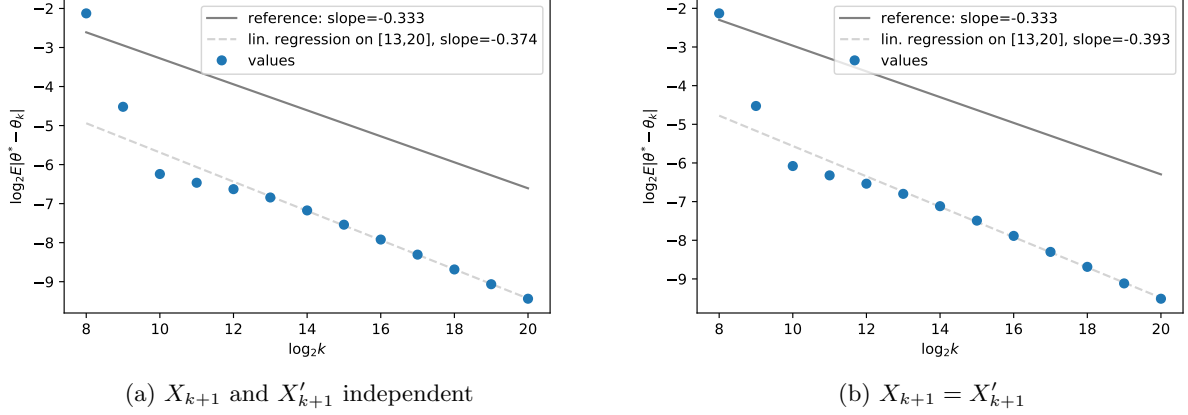 reference: slope=-0.333
lin. regression on [13,20], slope=-0.374
values
log₂E|θ* − θₖ|
−2
−3
−4
−5
−6
−7
−8
−9
8 10 12 14 16 18 20
log₂k
(a) Xₖ₊₁ and X′ₖ₊₁ independent
reference: slope=-0.333
lin. regression on [13,20], slope=-0.393
values
log₂E|θ* − θₖ|
−2
−3
−4
−5
−6
−7
−8
−9
8 10 12 14 16 18 20
log₂k
(b) Xₖ₊₁ = X′ₖ₊₁